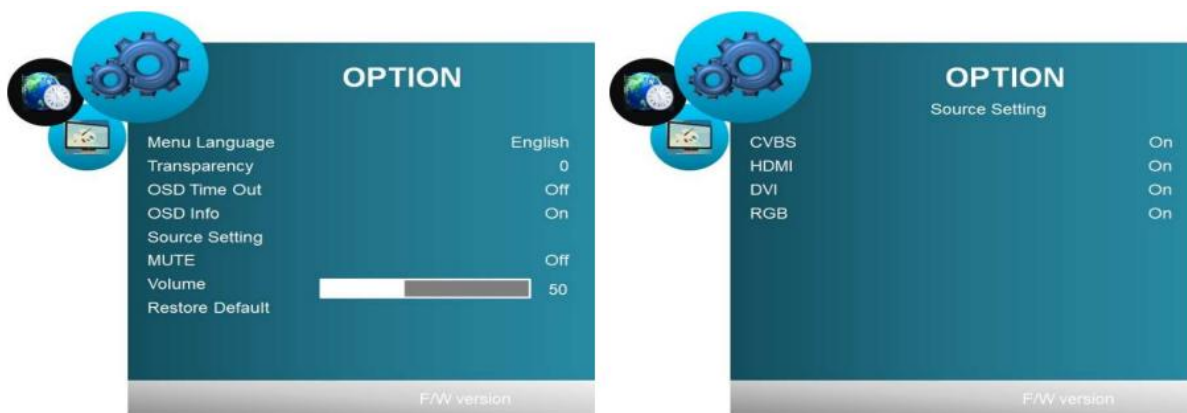 OPTION
Menu Language English
Transparency 0
OSD Time Out Off
OSD Info On
Source Setting
MUTE Off
Volume 50
Restore Default
F/W version
OPTION
Source Setting
CVBS On
HDMI On
DVI On
RGB On
F/W version